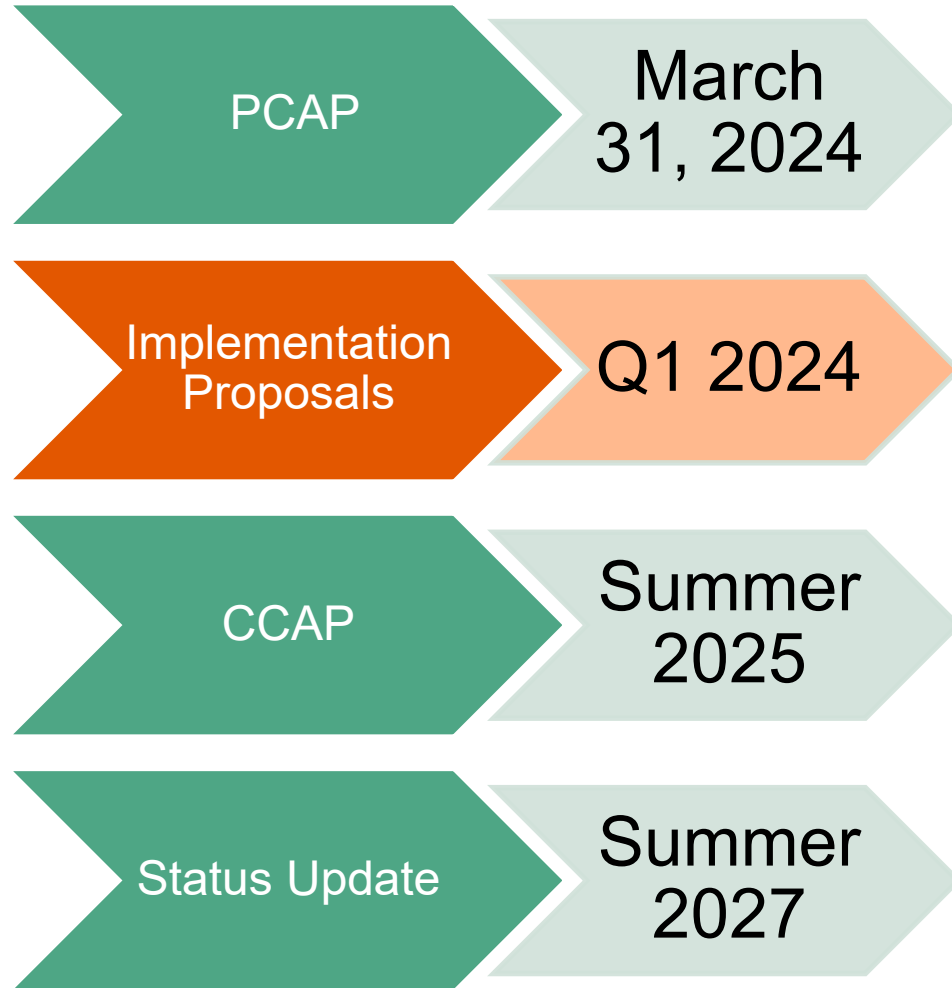 PCAP
March
31, 2024
Implementation
Proposals
Q1 2024
CCAP
Summer
2025
Status Update
Summer
2027